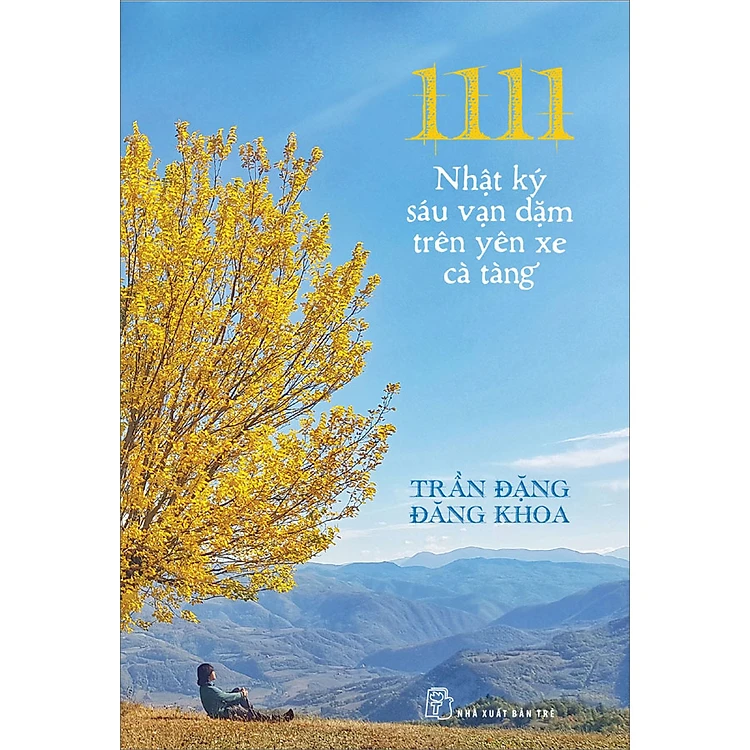 1111
Nhật ký
sáu vạn dặm
trên yên xe
cà tàng
TRẦN ĐẶNG
ĐĂNG KHOA
NHÀ XUẤT BẢN TRẺ